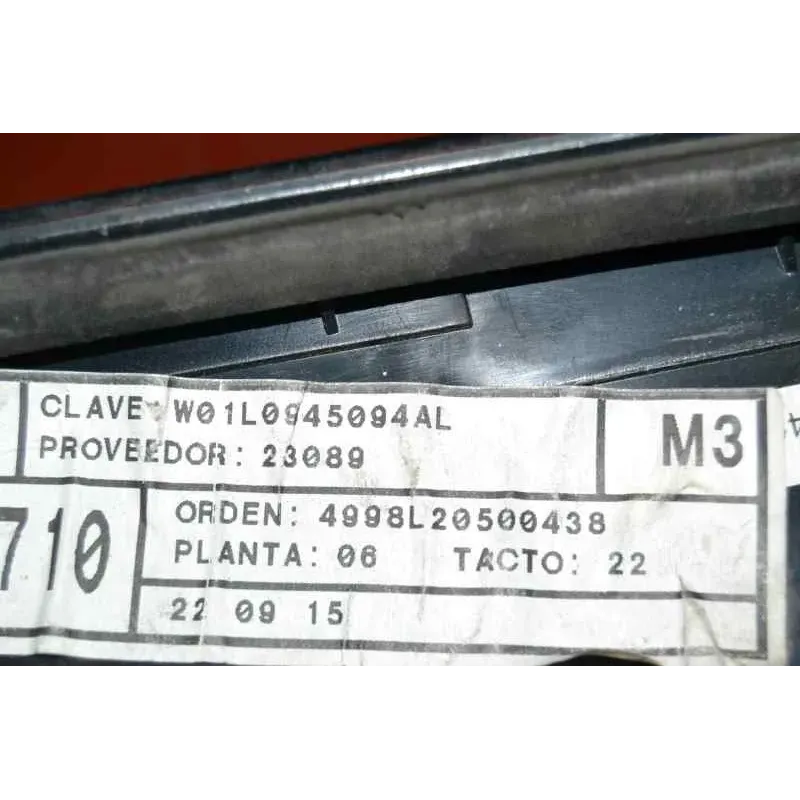 CLAVE: W01L0945094AL
PROVEEDOR: 23089
M3
710
ORDEN: 4998L20500438
PLANTA: 06 TACTO: 22
22 09 15